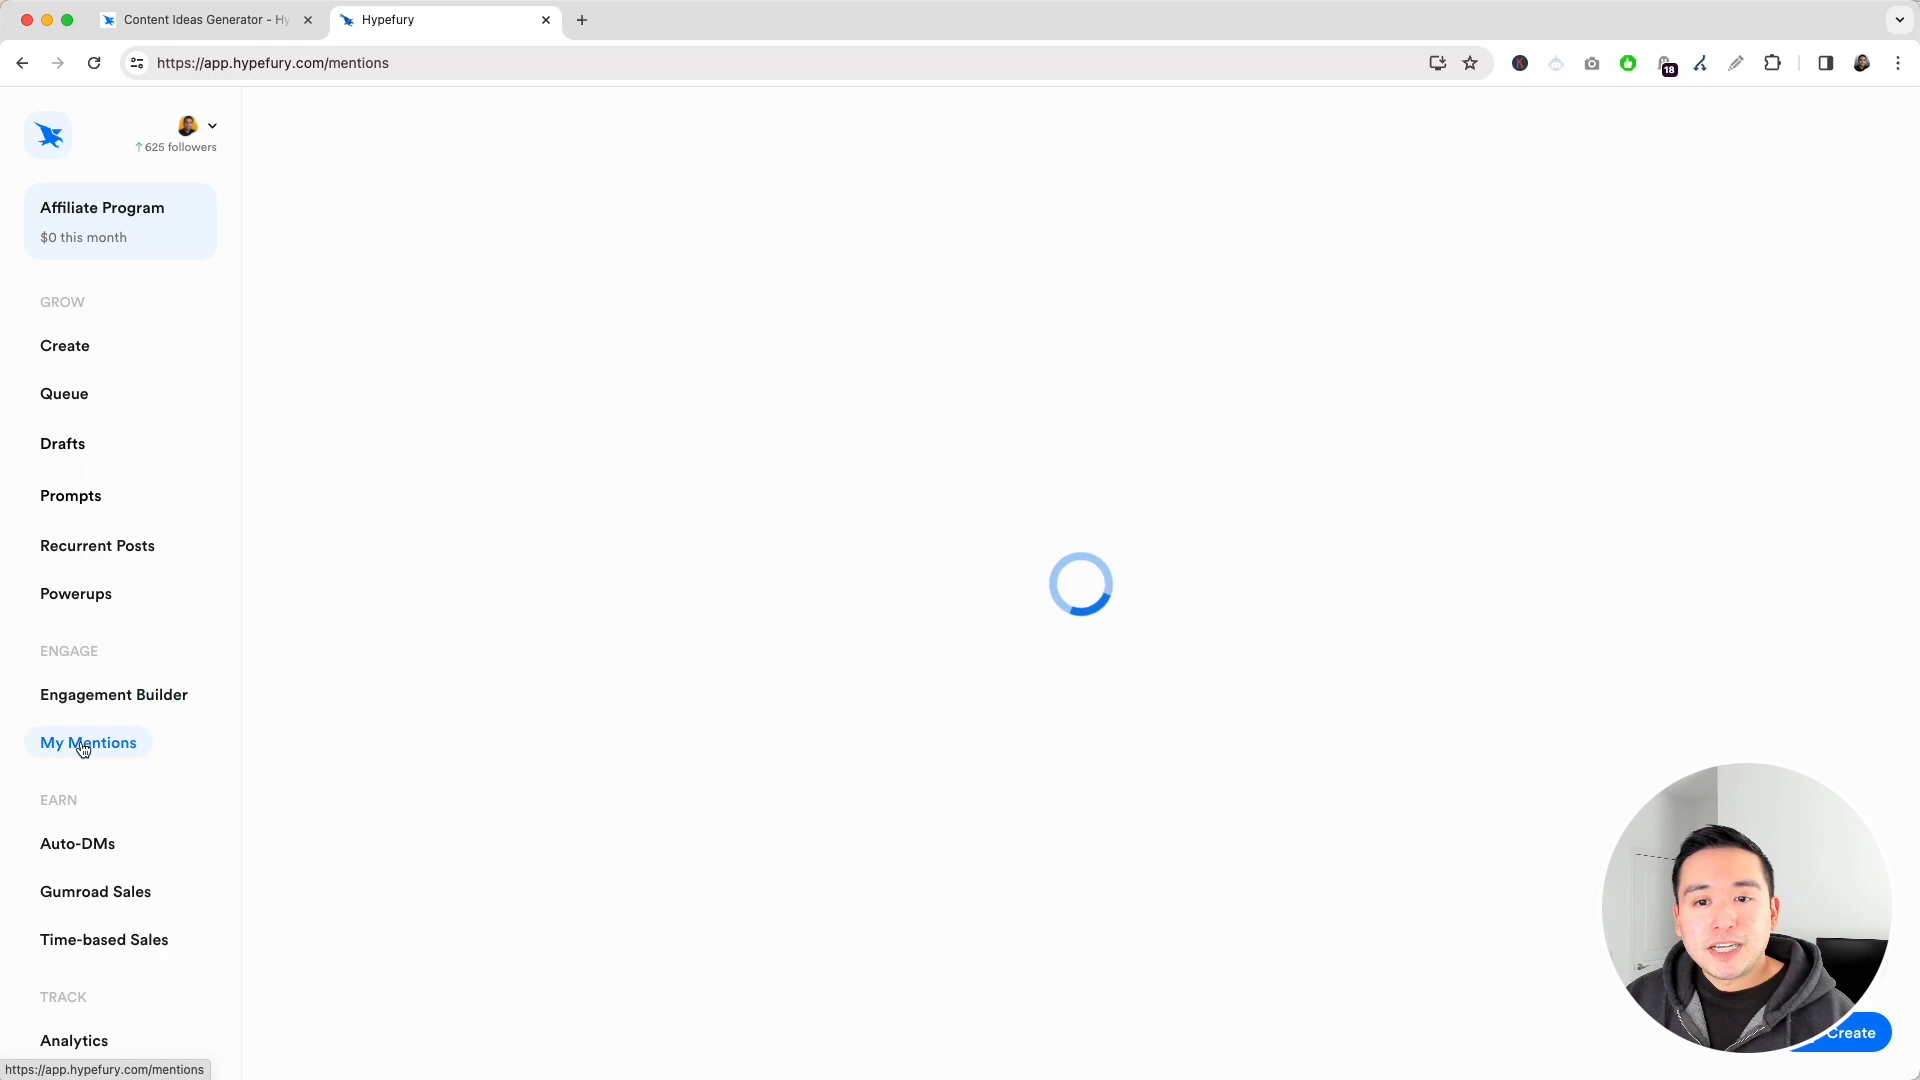 Content Ideas Generator - Hy
Hypefury
https://app.hypefury.com/mentions
K
18
↑625 followers
Affiliate Program
$0 this month
GROW
Create
Queue
Drafts
Prompts
Recurrent Posts
Powerups
ENGAGE
Engagement Builder
My Mentions
EARN
Auto-DMs
Gumroad Sales
Time-based Sales
TRACK
Analytics
Create
https://app.hypefury.com/mentions